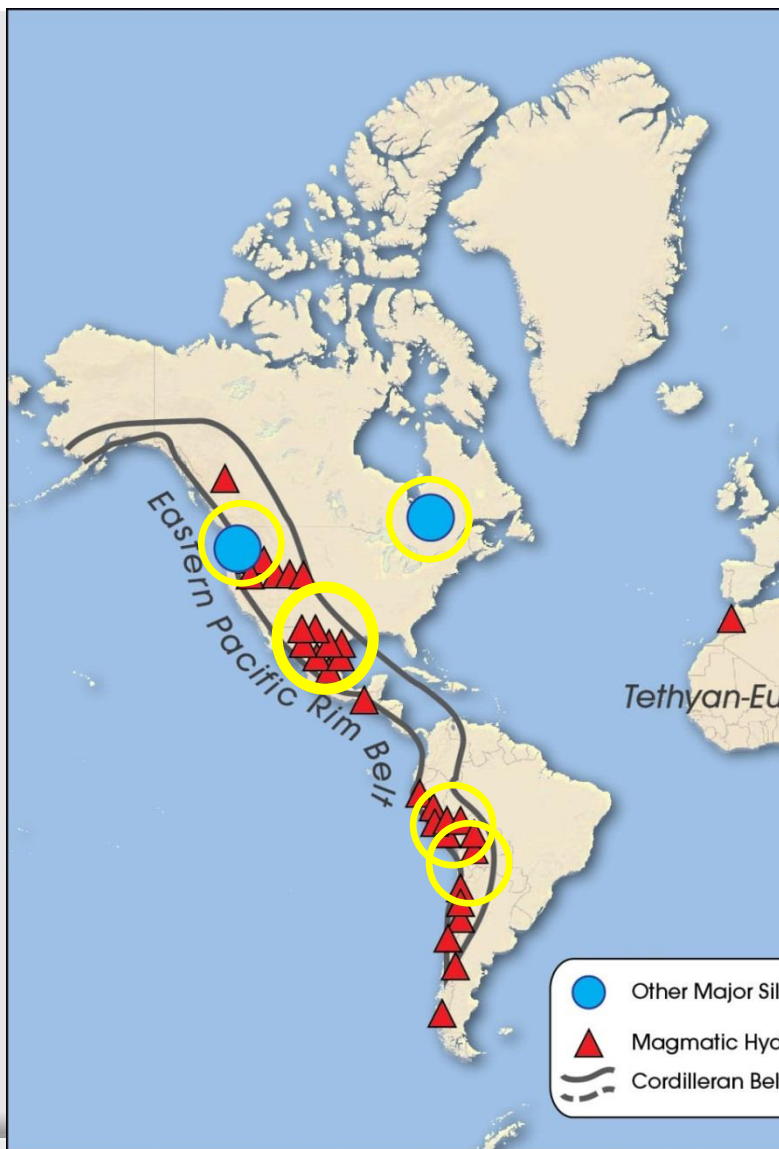 Eastern Pacific Rim Belt
Tethyan-Eu
Other Major Sil
Magmatic Hyd
Cordilleran Bel